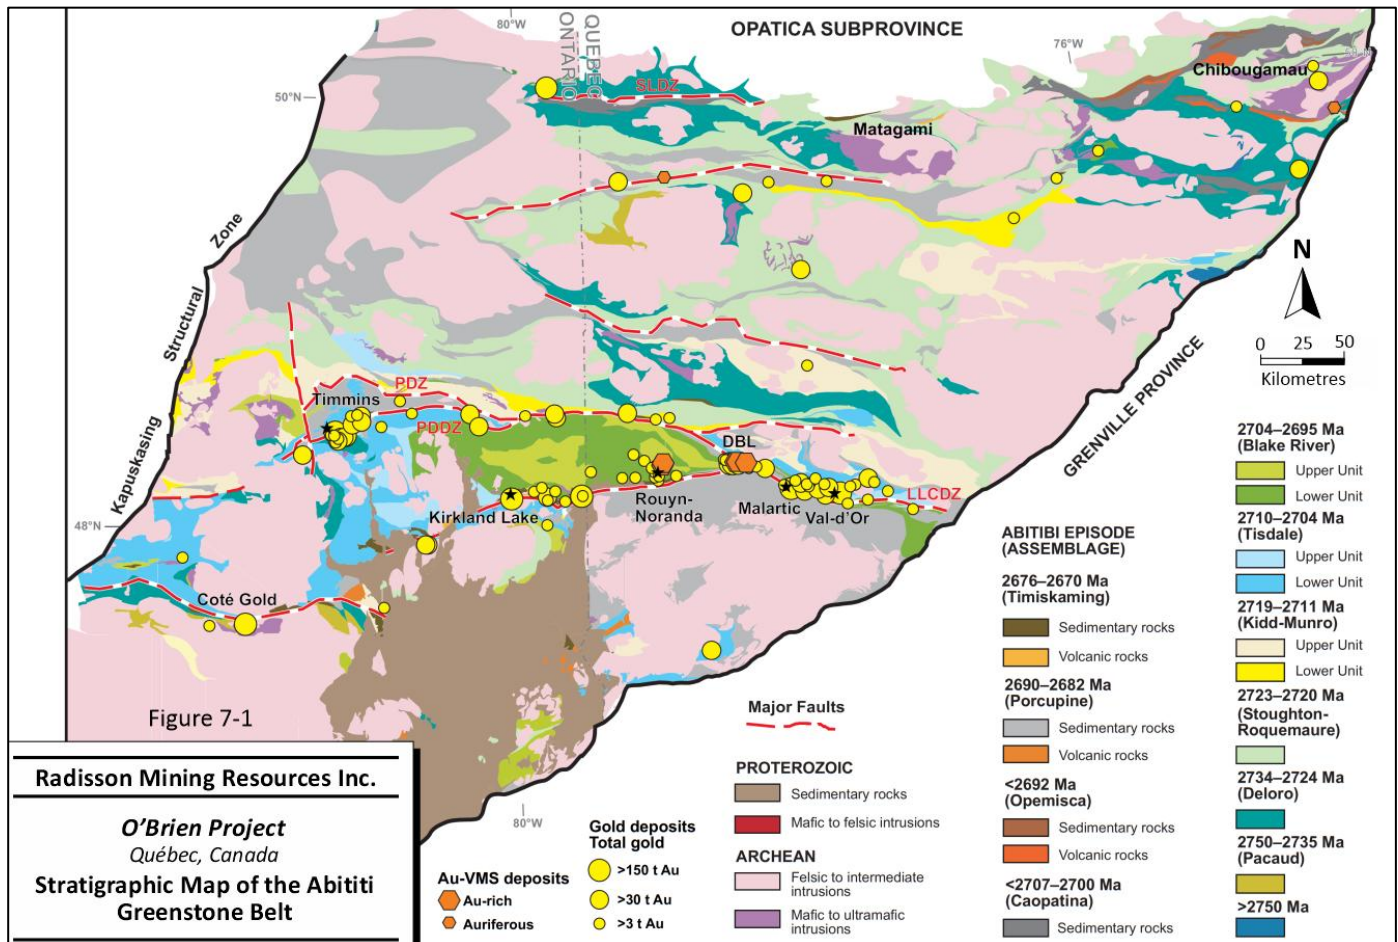 OPATICA SUBPROVINCE
80°W
QUEBEC
ONTARIO
76°W
50°N
SLDZ
Chibougamau
Matagami
Kapuskasing
Structural
Zone
N
0 25 50
Kilometres
GRENVILLE PROVINCE
PDZ
Timmins
PDDZ
DBL
Kirkland Lake
Rouyn-
Noranda
Malartic
Val-d'Or
LLCDZ
48°N
Coté Gold
80°W
Figure 7-1
Radisson Mining Resources Inc.
O'Brien Project
Québec, Canada
Stratigraphic Map of the Abititi
Greenstone Belt
Au-VMS deposits
Au-rich
Auriferous
Gold deposits
Total gold
>150 t Au
>30 t Au
>3 t Au
Major Faults
PROTEROZOIC
Sedimentary rocks
Mafic to felsic intrusions
ARCHEAN
Felsic to intermediate
intrusions
Mafic to ultramafic
intrusions
ABITIBI EPISODE
(ASSEMBLAGE)
2676–2670 Ma
(Timiskaming)
Sedimentary rocks
Volcanic rocks
2690–2682 Ma
(Porcupine)
Sedimentary rocks
Volcanic rocks
<2692 Ma
(Opemisca)
Sedimentary rocks
Volcanic rocks
<2707–2700 Ma
(Caopatina)
Sedimentary rocks
2704–2695 Ma
(Blake River)
Upper Unit
Lower Unit
2710–2704 Ma
(Tisdale)
Upper Unit
Lower Unit
2719–2711 Ma
(Kidd-Munro)
Upper Unit
Lower Unit
2723–2720 Ma
(Stoughton-
Roquemaure)
2734–2724 Ma
(Deloro)
2750–2735 Ma
(Pacaud)
>2750 Ma